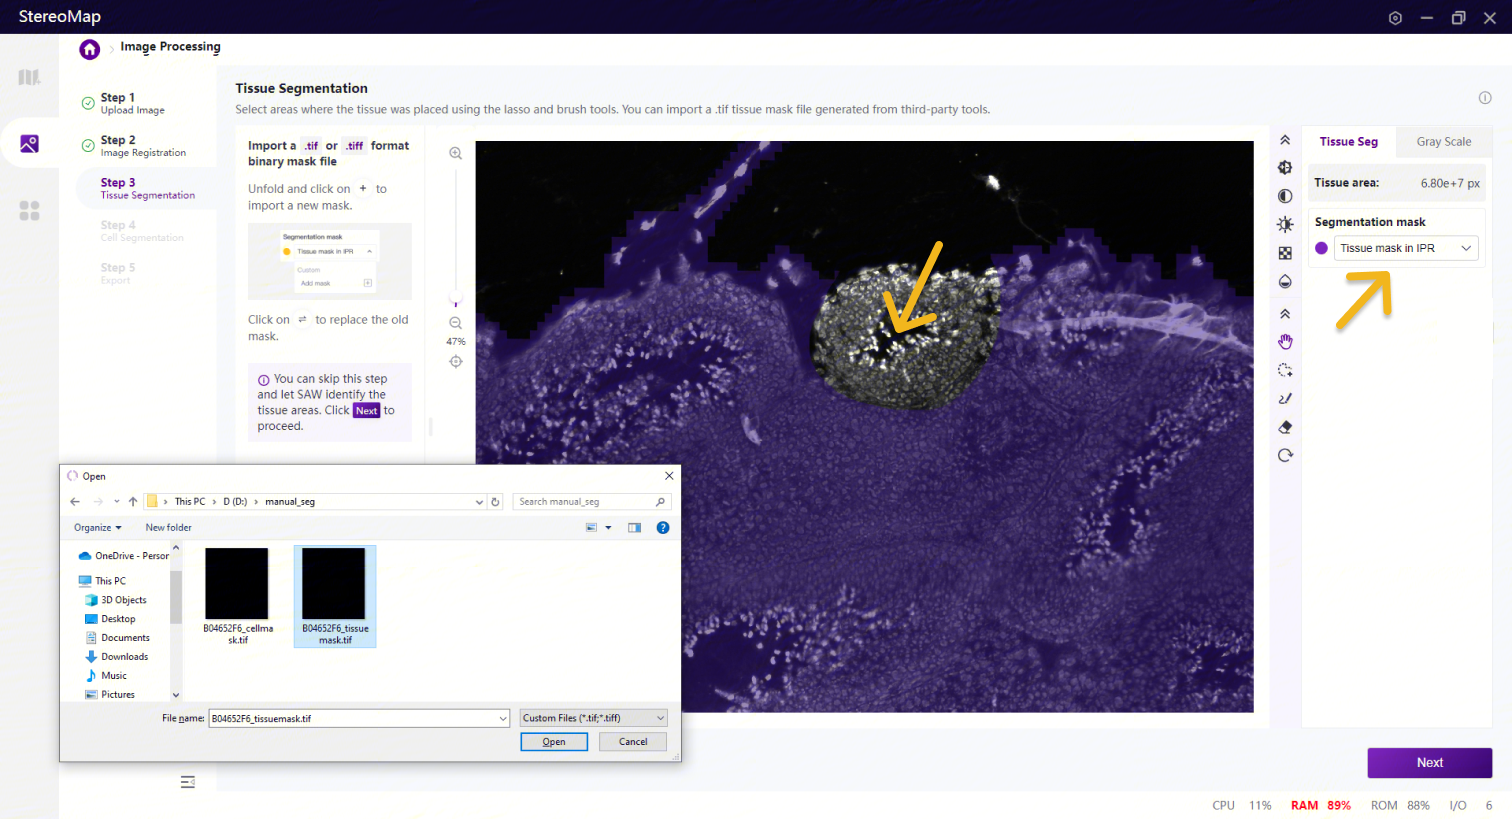 StereoMap
Image Processing
Step 1
Upload Image
Step 2
Image Registration
Step 3
Tissue Segmentation
Step 4
Cell Segmentation
Step 5
Export
Tissue Segmentation
Select areas where the tissue was placed using the lasso and brush tools. You can import a .tif tissue mask file generated from third-party tools.
Import a .tif or .tiff format
binary mask file
Unfold and click on + to
import a new mask.
Segmentation mask
Tissue mask in IPR
Custom
Add mask
Click on ⇌ to replace the old
mask.
You can skip this step
and let SAW identify the
tissue areas. Click Next to
proceed.
47%
Tissue Seg
Gray Scale
Tissue area: 6.80e+7 px
Segmentation mask
Tissue mask in IPR
Open
This PC > D (D:) > manual_seg
Search manual_seg
Organize
New folder
OneDrive - Person
This PC
3D Objects
Desktop
Documents
Downloads
Music
Pictures
B04652F6_cellma
sk.tif
B04652F6_tissue
mask.tif
File name: B04652F6_tissuemask.tif
Custom Files (*.tif;*.tiff)
Open
Cancel
Next
CPU 11% RAM 89% ROM 88% I/O 6